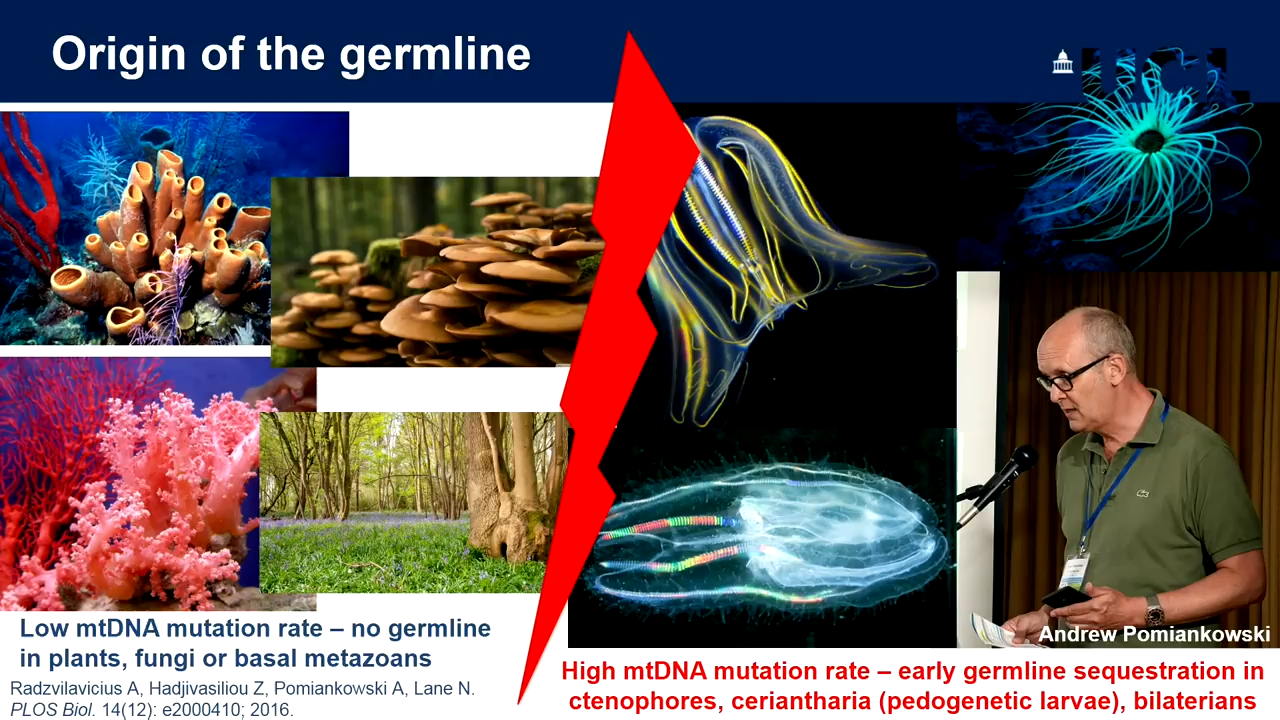 Origin of the germline
UCL
Low mtDNA mutation rate – no germline
in plants, fungi or basal metazoans
Radzvilavicius A, Hadjivasiliou Z, Pomiankowski A, Lane N.
PLOS Biol. 14(12): e2000410; 2016.
Andrew Pomiankowski
High mtDNA mutation rate – early germline sequestration in
ctenophores, ceriantharia (pedogenetic larvae), bilaterians